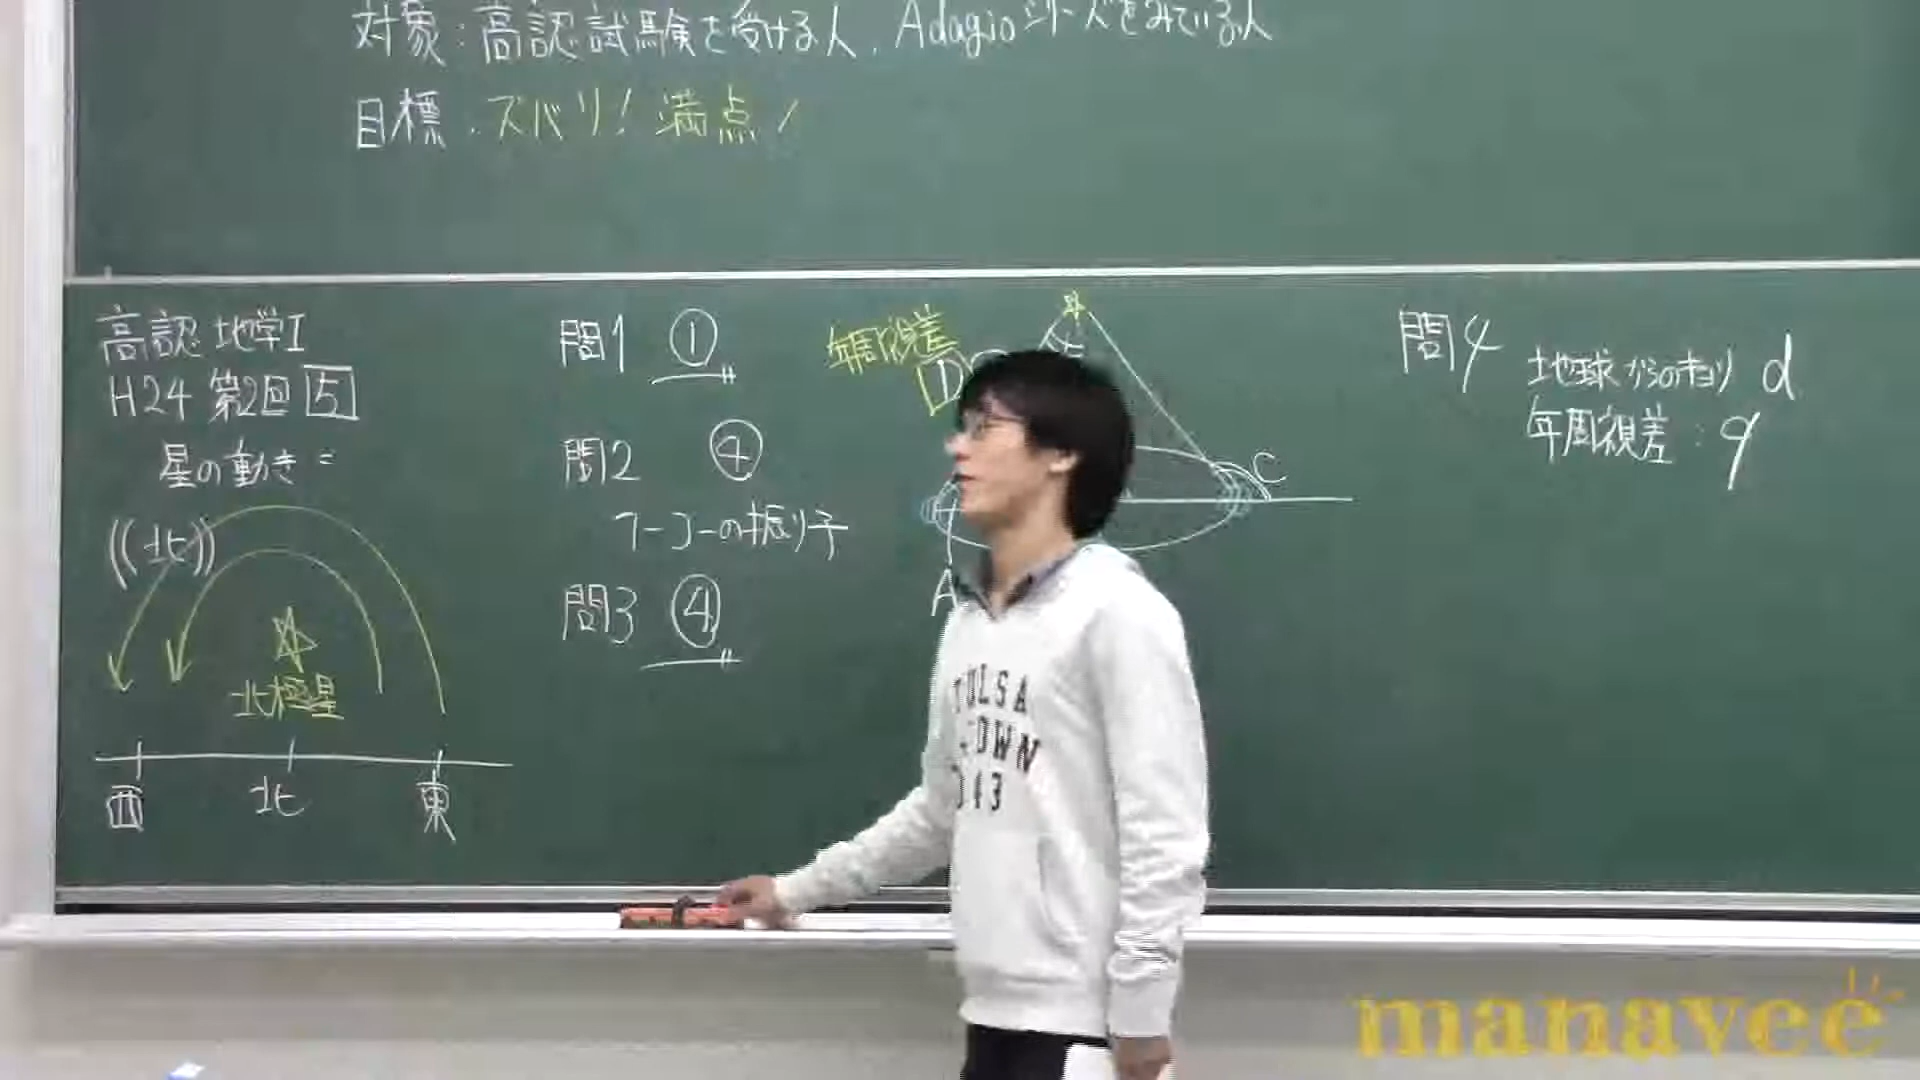 対象：高認試験を受ける人、Adagioシリーズをみている人
目標：ズバリ！満点！
高認 地学I
H24 第2回 5
星の動き
((北))
北極星
西 北 東
問1 ①
問2 ④
フーコーの振り子
問3 ④
年周視差
D
C
A
問4 地球からのキョリ d
年周視差：q
TULSA
TOWN
043
manavee